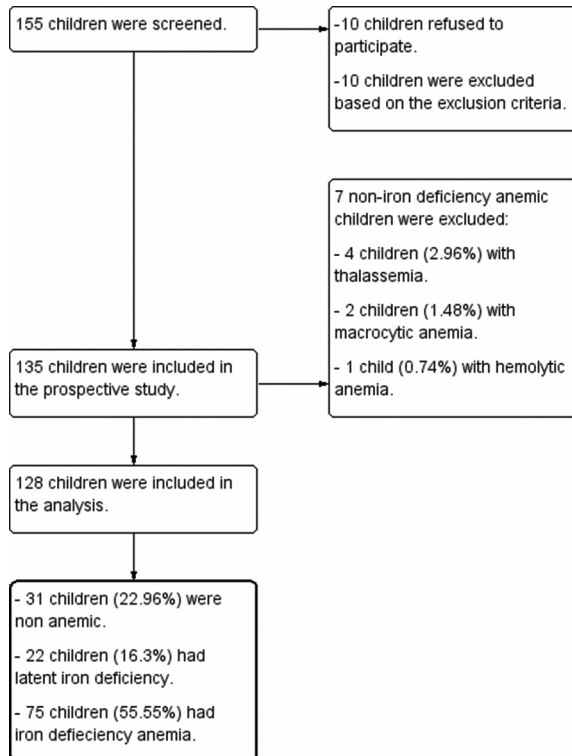 155 children were screened.
-10 children refused to
participate.
-10 children were excluded
based on the exclusion criteria.
7 non-iron deficiency anemic
children were excluded:
- 4 children (2.96%) with
thalassemia.
- 2 children (1.48%) with
macrocytic anemia.
- 1 child (0.74%) with hemolytic
anemia.
135 children were included in
the prospective study.
128 children were included in
the analysis.
- 31 children (22.96%) were
non anemic.
- 22 children (16.3%) had
latent iron deficiency.
- 75 children (55.55%) had
iron defieciency anemia.